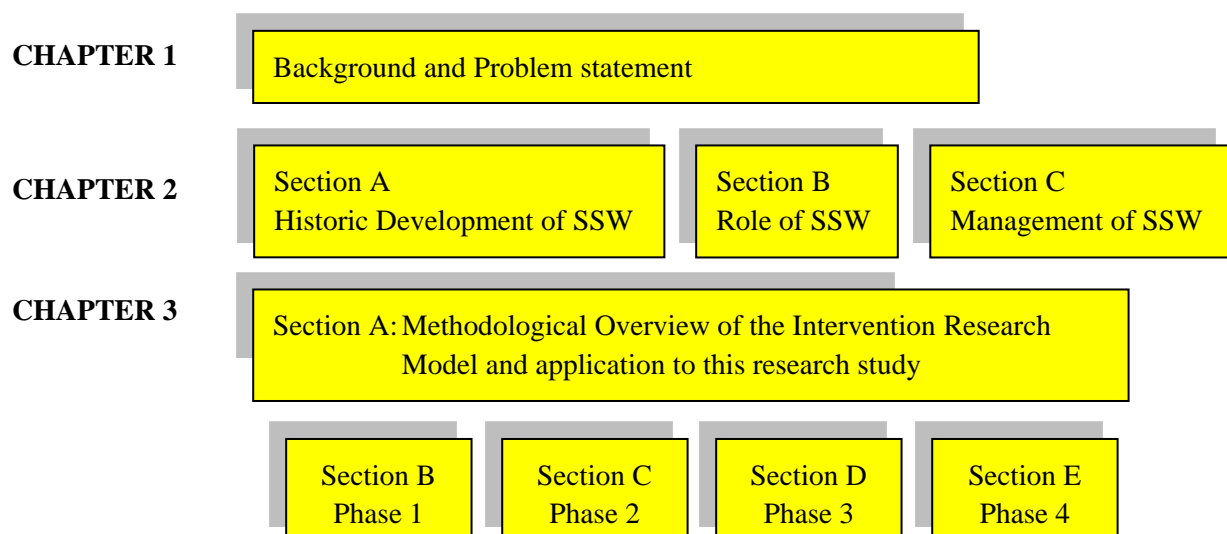 CHAPTER 1
Background and Problem statement
CHAPTER 2
Section A
Historic Development of SSW
Section B
Role of SSW
Section C
Management of SSW
CHAPTER 3
Section A: Methodological Overview of the Intervention Research
Model and application to this research study
Section B
Phase 1
Section C
Phase 2
Section D
Phase 3
Section E
Phase 4